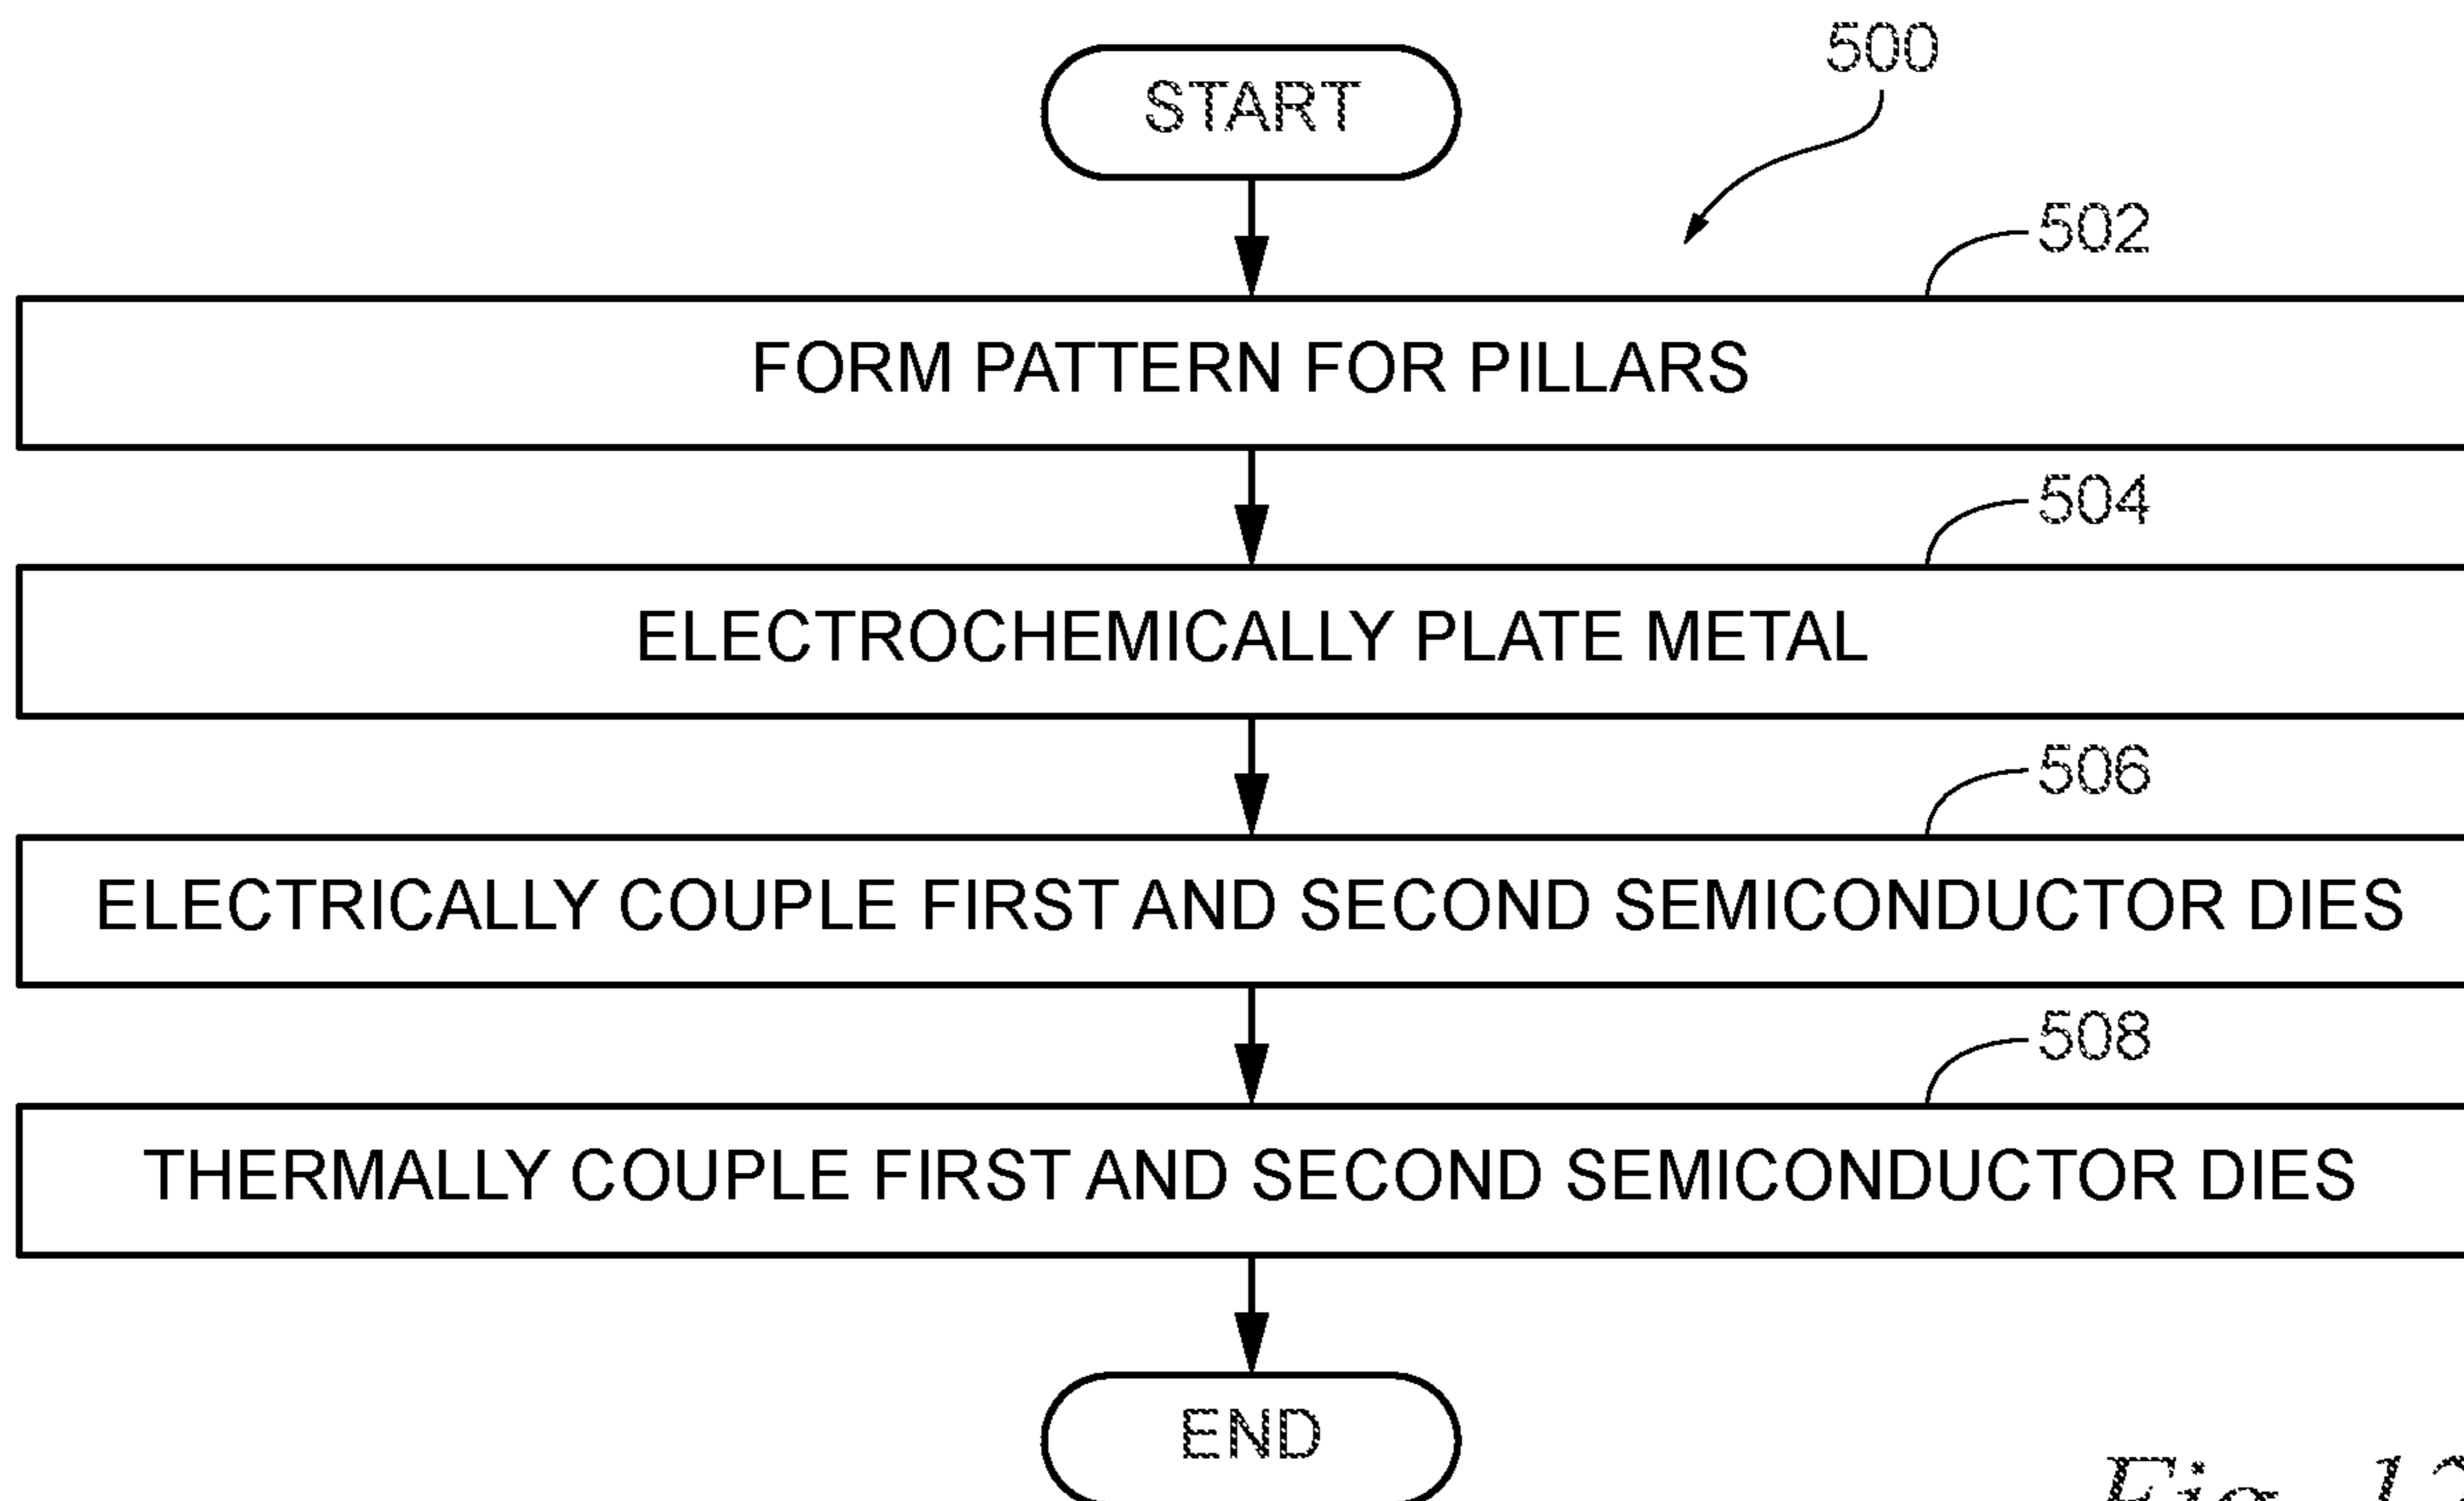 START
500
502
FORM PATTERN FOR PILLARS
504
ELECTROCHEMICALLY PLATE METAL
506
ELECTRICALLY COUPLE FIRST AND SECOND SEMICONDUCTOR DIES
508
THERMALLY COUPLE FIRST AND SECOND SEMICONDUCTOR DIES
END
Fig.